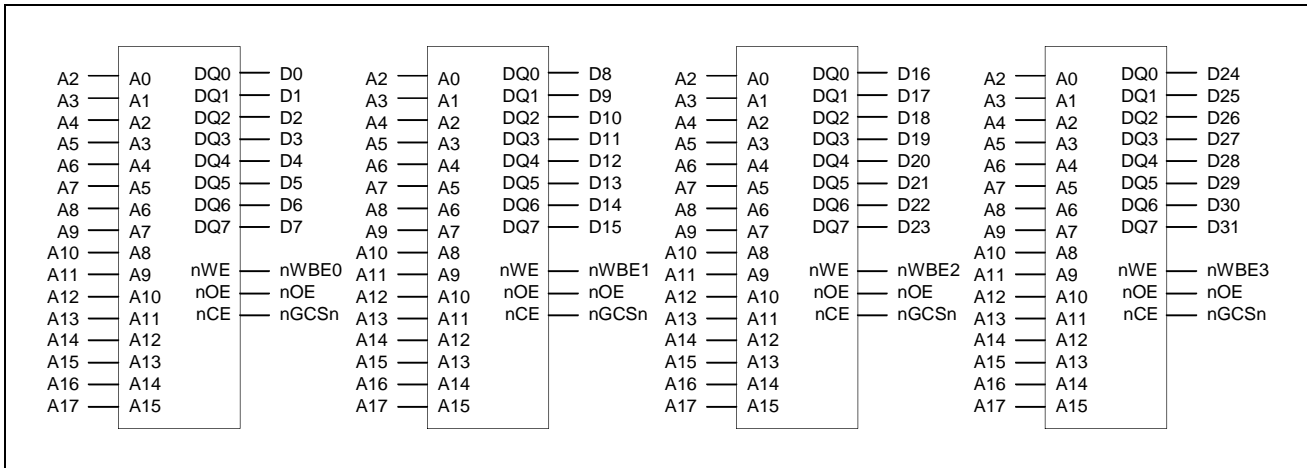 A2 A0 DQ0 D0
A3 A1 DQ1 D1
A4 A2 DQ2 D2
A5 A3 DQ3 D3
A6 A4 DQ4 D4
A7 A5 DQ5 D5
A8 A6 DQ6 D6
A9 A7 DQ7 D7
A10 A8
A11 A9 nWE nWBE0
A12 A10 nOE nOE
A13 A11 nCE nGCSn
A14 A12
A15 A13
A16 A14
A17 A15
A2 A0 DQ0 D8
A3 A1 DQ1 D9
A4 A2 DQ2 D10
A5 A3 DQ3 D11
A6 A4 DQ4 D12
A7 A5 DQ5 D13
A8 A6 DQ6 D14
A9 A7 DQ7 D15
A10 A8
A11 A9 nWE nWBE1
A12 A10 nOE nOE
A13 A11 nCE nGCSn
A14 A12
A15 A13
A16 A14
A17 A15
A2 A0 DQ0 D16
A3 A1 DQ1 D17
A4 A2 DQ2 D18
A5 A3 DQ3 D19
A6 A4 DQ4 D20
A7 A5 DQ5 D21
A8 A6 DQ6 D22
A9 A7 DQ7 D23
A10 A8
A11 A9 nWE nWBE2
A12 A10 nOE nOE
A13 A11 nCE nGCSn
A14 A12
A15 A13
A16 A14
A17 A15
A2 A0 DQ0 D24
A3 A1 DQ1 D25
A4 A2 DQ2 D26
A5 A3 DQ3 D27
A6 A4 DQ4 D28
A7 A5 DQ5 D29
A8 A6 DQ6 D30
A9 A7 DQ7 D31
A10 A8
A11 A9 nWE nWBE3
A12 A10 nOE nOE
A13 A11 nCE nGCSn
A14 A12
A15 A13
A16 A14
A17 A15